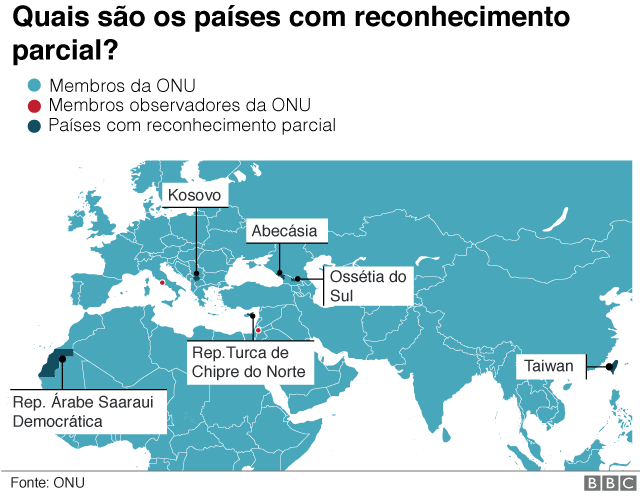 Quais são os países com reconhecimento
parcial?
Membros da ONU
Membros observadores da ONU
Países com reconhecimento parcial
Kosovo
Abecásia
Ossétia do
Sul
Rep.Turca de
Chipre do Norte
Taiwan
Rep. Árabe Saaraui
Democrática
Fonte: ONU
BBC